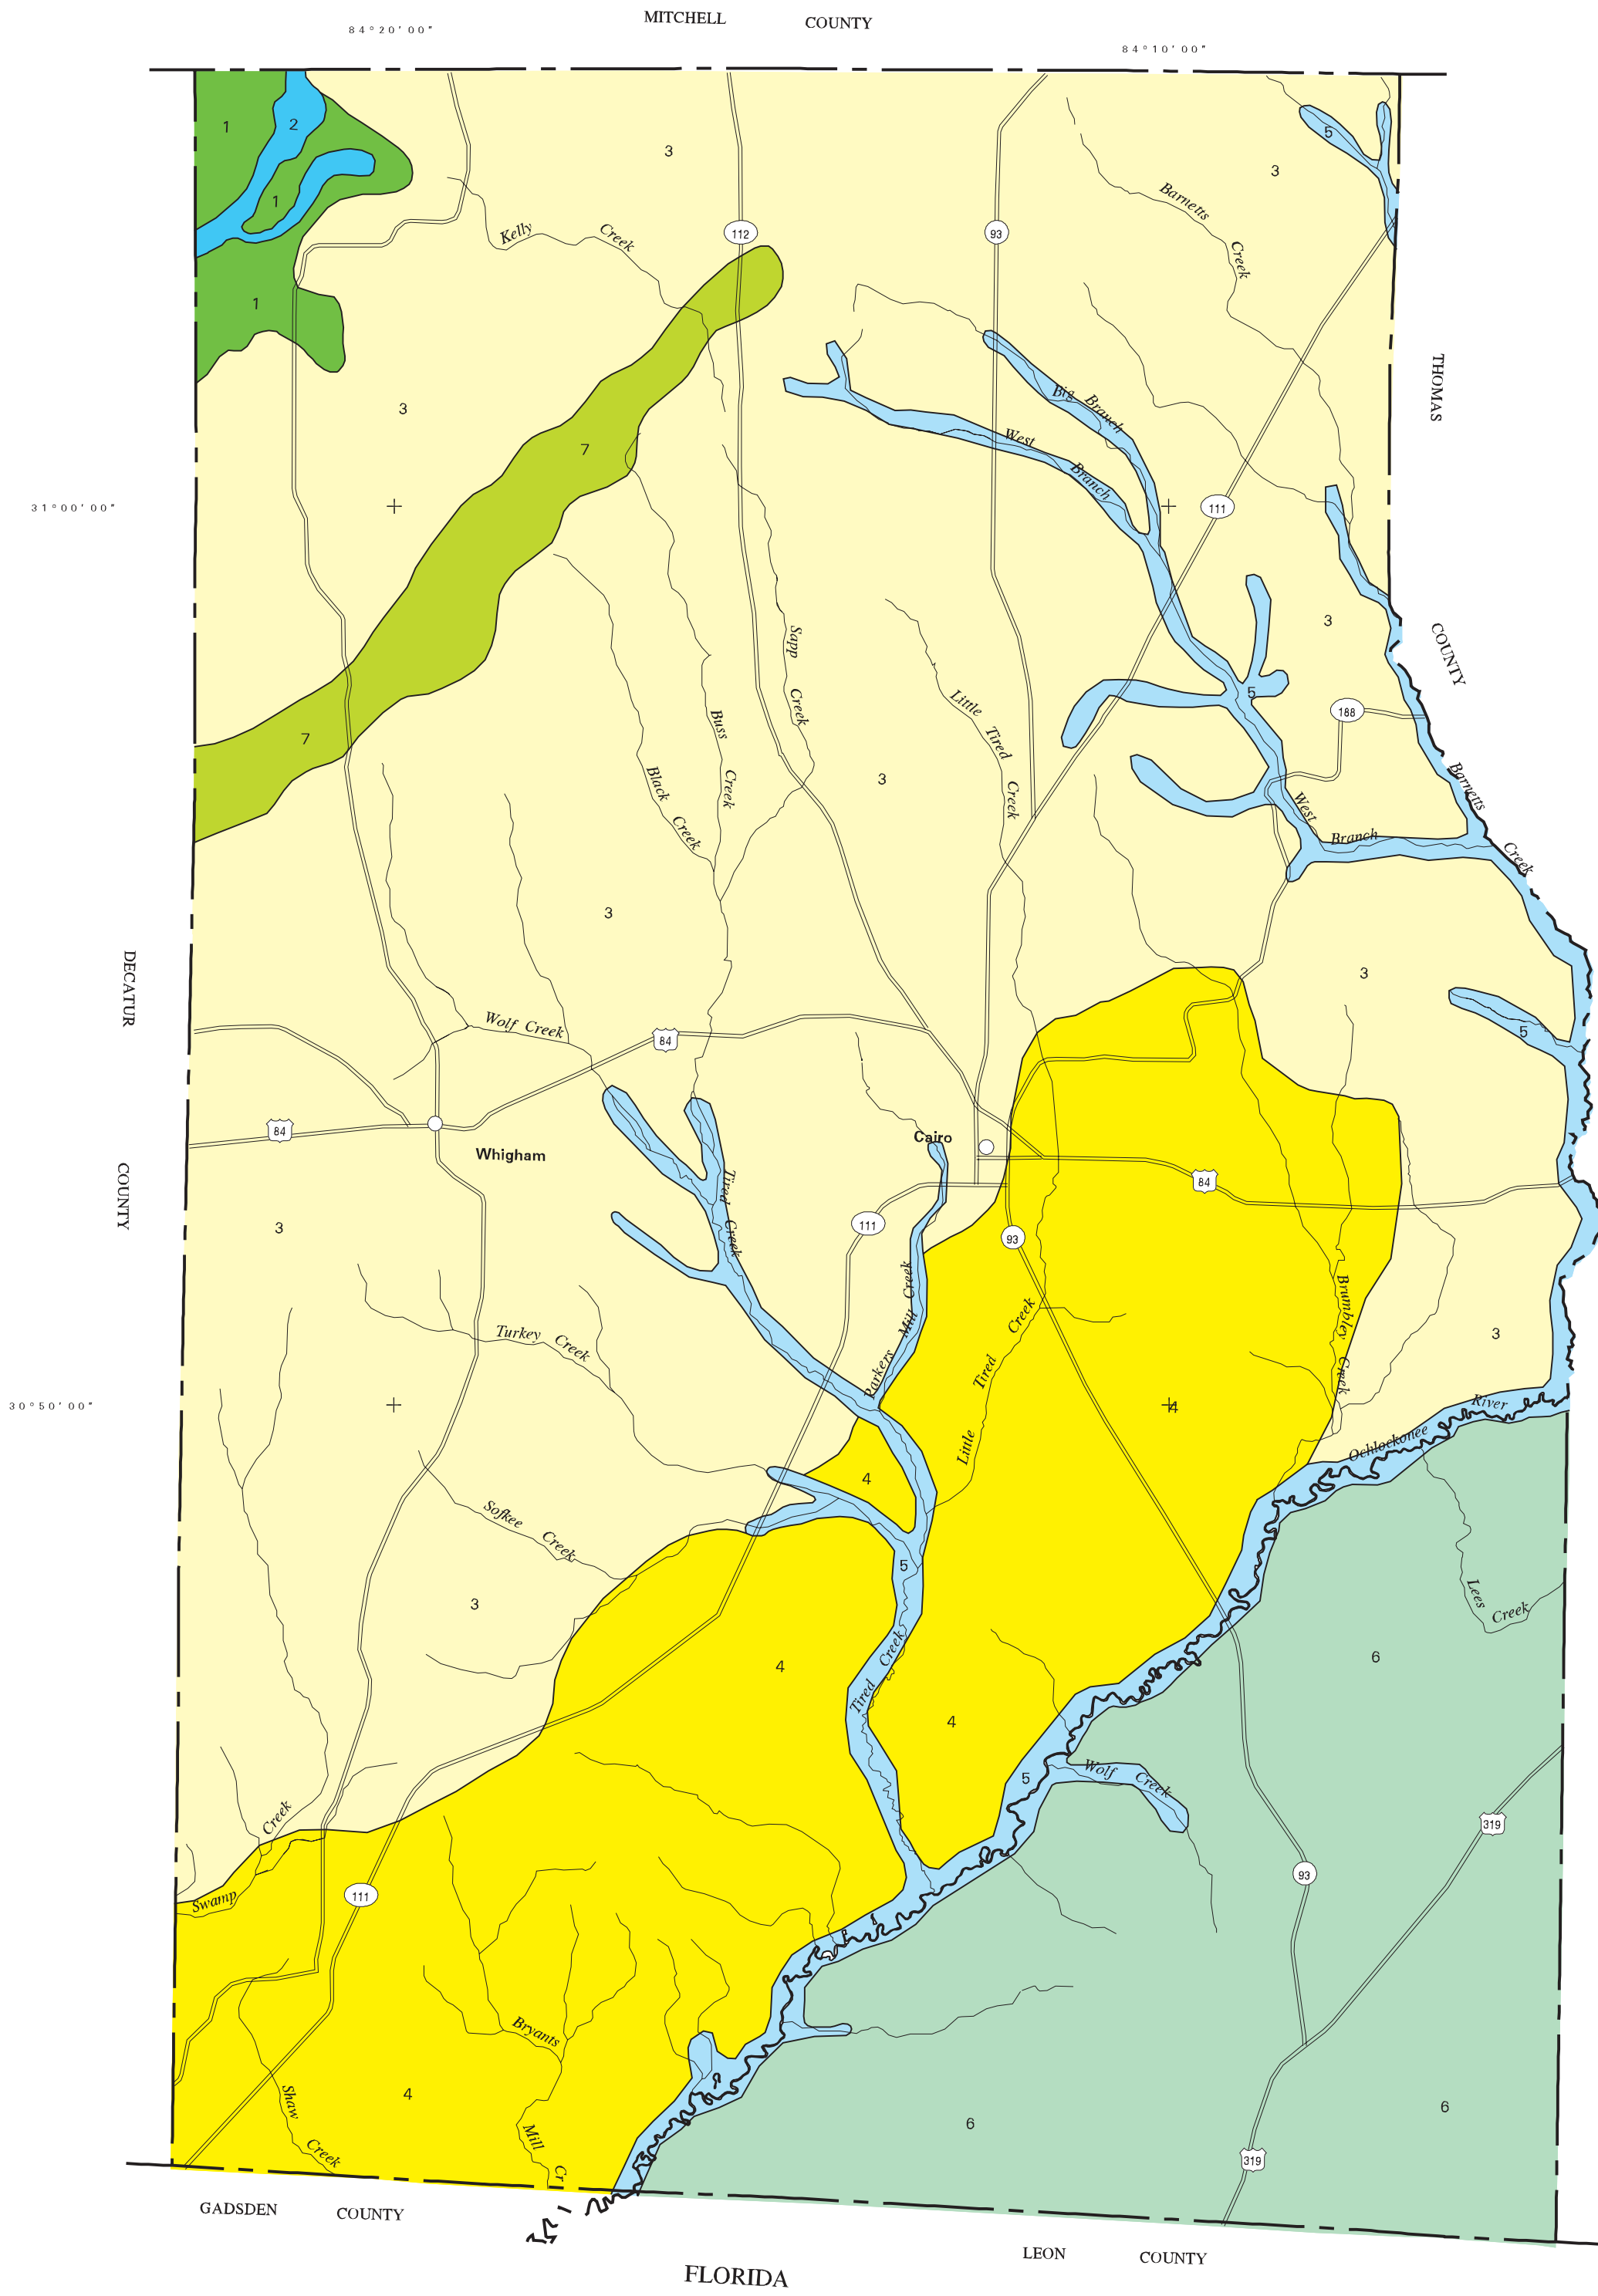 MITCHELL COUNTY
84°20'00"
84°10'00"
1
2
3
5
3
1
Barnetts
Creek
Kelly
Creek
112
93
1
THOMAS
3
Big Branch
7
West
Branch
31°00'00"
111
3
Sapp
Creek
COUNTY
5
188
Little
Tired
Creek
Buss
Creek
7
Black
Creek
3
Barnetts
Creek
West
Branch
3
3
DECATUR
COUNTY
Wolf Creek
84
5
84
Whigham
Cairo
84
Tired
Creek
111
93
3
Parkers
Mill
Creek
Little
Tired
Creek
Brumbley
Creek
3
Turkey
Creek
30°50'00"
4
River
Ochlockonee
4
Sofkee
Creek
5
3
Lees
Creek
Tired
Creek
4
6
4
5
Wolf
Creek
319
Creek
Swamp
111
93
Bryants
Mill
Cr
Shaw
Creek
4
6
6
319
GADSDEN COUNTY
LEON COUNTY
FLORIDA